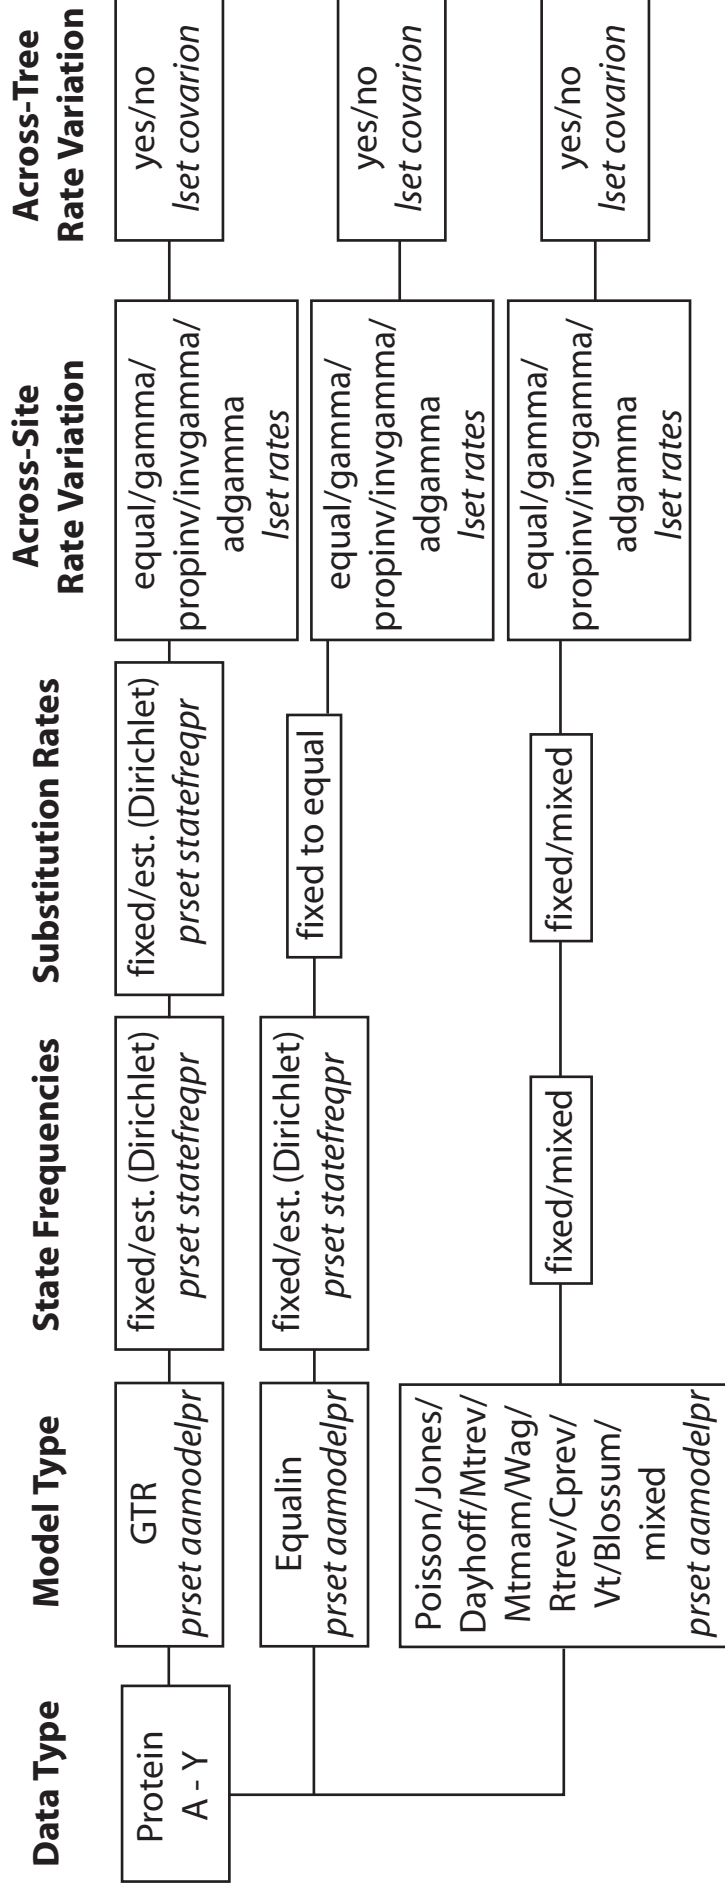 Data Type
Model Type
State Frequencies
Substitution Rates
Across-Site
Rate Variation
Across-Tree
Rate Variation
Protein
A - Y
GTR
prset aamodelpr
fixed/est. (Dirichlet)
prset statefreqpr
fixed/est. (Dirichlet)
prset statefreqpr
equal/gamma/
propinv/invgamma/
adgamma
lset rates
yes/no
lset covarion
Equalin
prset aamodelpr
fixed/est. (Dirichlet)
prset statefreqpr
fixed to equal
equal/gamma/
propinv/invgamma/
adgamma
lset rates
yes/no
lset covarion
Poisson/Jones/
Dayhoff/Mtrev/
Mtmam/Wag/
Rtrev/Cprev/
Vt/Blossum/
mixed
prset aamodelpr
fixed/mixed
fixed/mixed
equal/gamma/
propinv/invgamma/
adgamma
lset rates
yes/no
lset covarion